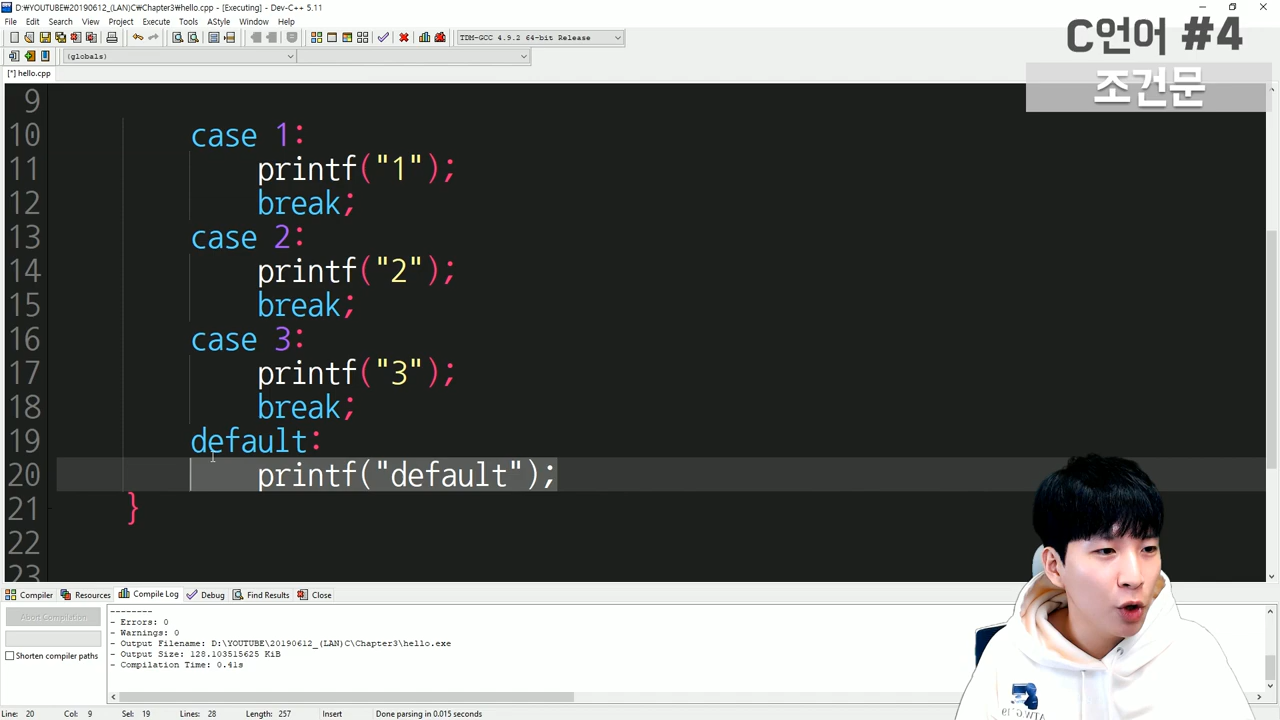 D:₩YOUTUBE₩20190612_(LAN)C₩Chapter3₩hello.cpp - [Executing] - Dev-C++ 5.11
File Edit Search View Project Execute Tools AStyle Window Help
TDM-GCC 4.9.2 64-bit Release
(globals)
[*] hello.cpp
C언어 #4
조건문
9
10 case 1:
11 printf("1");
12 break;
13 case 2:
14 printf("2");
15 break;
16 case 3:
17 printf("3");
18 break;
19 default:
20 printf("default");
21 }
22
23
Compiler Resources Compile Log Debug Find Results Close
Abort Compilation
Shorten compiler paths
--------
- Errors: 0
- Warnings: 0
- Output Filename: D:\YOUTUBE\20190612_(LAN)C\Chapter3\hello.exe
- Output Size: 128.103515625 KiB
- Compilation Time: 0.41s
Line: 20 Col: 9 Sel: 19 Lines: 28 Length: 257 Insert Done parsing in 0.015 seconds